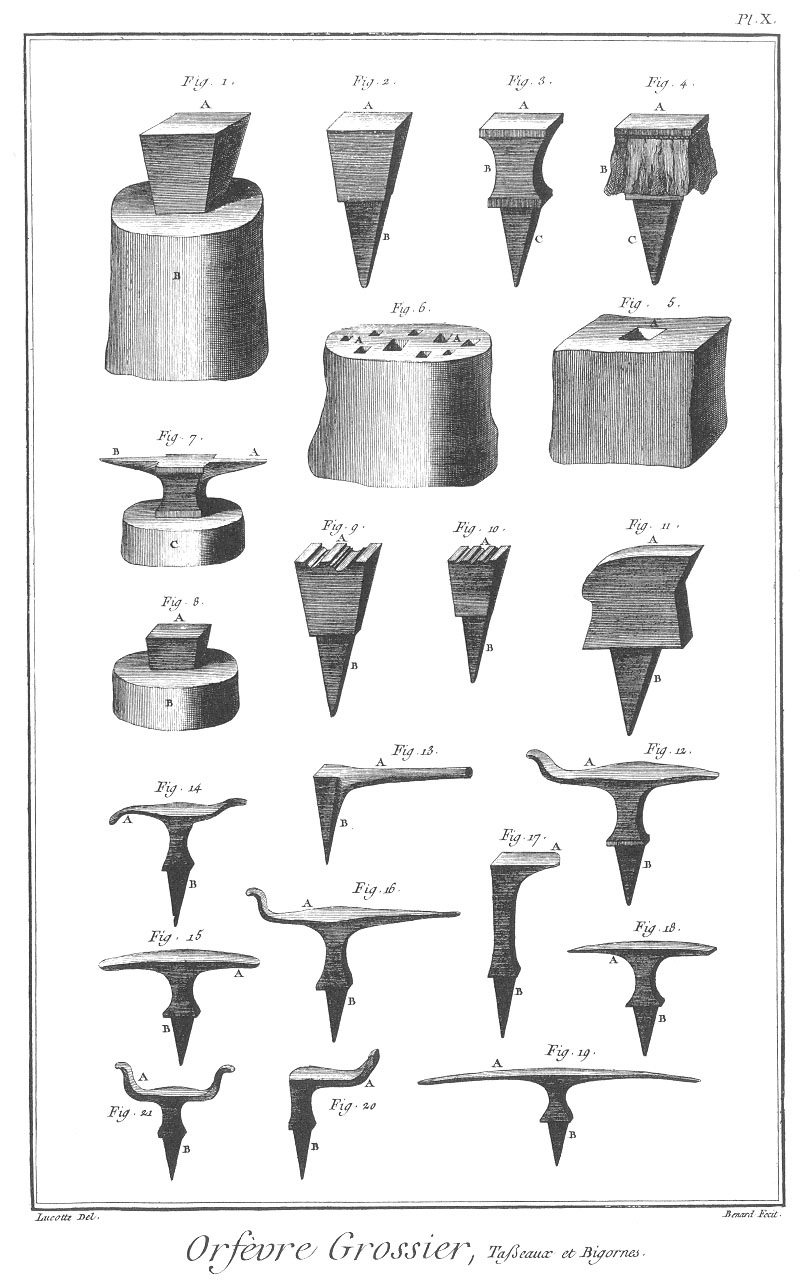 Pl. X.
Fig. 1.
A
B
Fig. 2.
A
B
Fig. 3.
A
B
C
Fig. 4.
A
B
C
Fig. 6.
A
A
Fig. 5.
A
Fig. 7.
B
A
C
Fig. 8.
A
B
Fig. 9.
A
B
Fig. 10.
A
B
Fig. 11.
A
B
Fig. 13.
A
B
Fig. 12.
A
B
Fig. 14
A
B
Fig. 17.
A
B
Fig. 16.
A
B
Fig. 15
A
B
Fig. 18.
A
B
Fig. 21
A
B
Fig. 20
A
Fig. 19.
A
B
B
Lucotte Del.
Benard Fecit.
Orfèvre Grossier, Taſseaux et Bigornes.